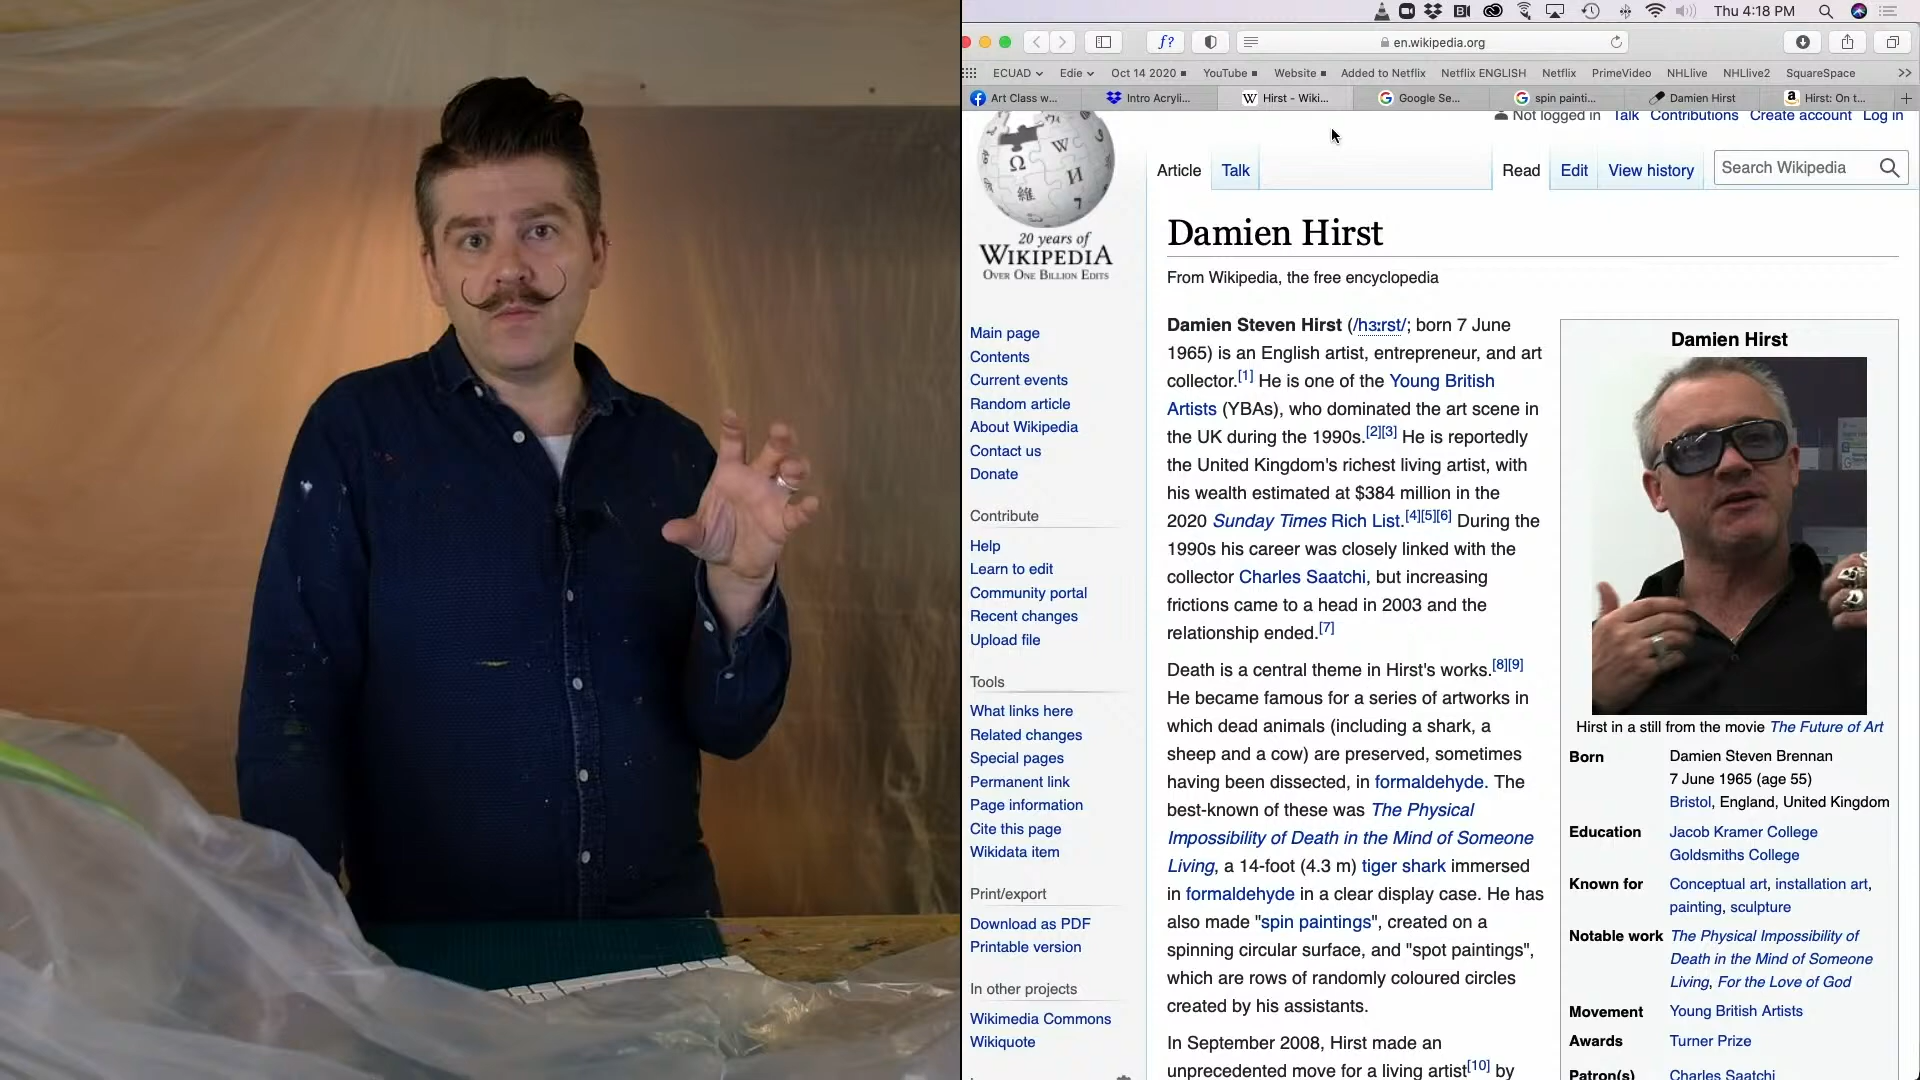 Thu 4:18 PM
en.wikipedia.org
ECUAD Edie Oct 14 2020 YouTube Website Added to Netflix Netflix ENGLISH Netflix PrimeVideo NHLlive NHLlive2 SquareSpace
Art Class w... Intro Acryli... Hirst - Wiki... Google Se... spin painti... Damien Hirst Hirst: On t...
Not logged in Talk Contributions Create account Log in
Article Talk Read Edit View history Search Wikipedia
20 years of
WIKIPEDIA
OVER ONE BILLION EDITS
Main page
Contents
Current events
Random article
About Wikipedia
Contact us
Donate
Contribute
Help
Learn to edit
Community portal
Recent changes
Upload file
Tools
What links here
Related changes
Special pages
Permanent link
Page information
Cite this page
Wikidata item
Print/export
Download as PDF
Printable version
In other projects
Wikimedia Commons
Wikiquote
Damien Hirst
From Wikipedia, the free encyclopedia
Damien Steven Hirst (/hɜːrst/; born 7 June
1965) is an English artist, entrepreneur, and art
collector.[1] He is one of the Young British
Artists (YBAs), who dominated the art scene in
the UK during the 1990s.[2][3] He is reportedly
the United Kingdom's richest living artist, with
his wealth estimated at $384 million in the
2020 Sunday Times Rich List.[4][5][6] During the
1990s his career was closely linked with the
collector Charles Saatchi, but increasing
frictions came to a head in 2003 and the
relationship ended.[7]
Death is a central theme in Hirst's works.[8][9]
He became famous for a series of artworks in
which dead animals (including a shark, a
sheep and a cow) are preserved, sometimes
having been dissected, in formaldehyde. The
best-known of these was The Physical
Impossibility of Death in the Mind of Someone
Living, a 14-foot (4.3 m) tiger shark immersed
in formaldehyde in a clear display case. He has
also made "spin paintings", created on a
spinning circular surface, and "spot paintings",
which are rows of randomly coloured circles
created by his assistants.
In September 2008, Hirst made an
unprecedented move for a living artist[10] by
Damien Hirst
Hirst in a still from the movie The Future of Art
Born Damien Steven Brennan
7 June 1965 (age 55)
Bristol, England, United Kingdom
Education Jacob Kramer College
Goldsmiths College
Known for Conceptual art, installation art,
painting, sculpture
Notable work The Physical Impossibility of
Death in the Mind of Someone
Living, For the Love of God
Movement Young British Artists
Awards Turner Prize
Patron(s) Charles Saatchi